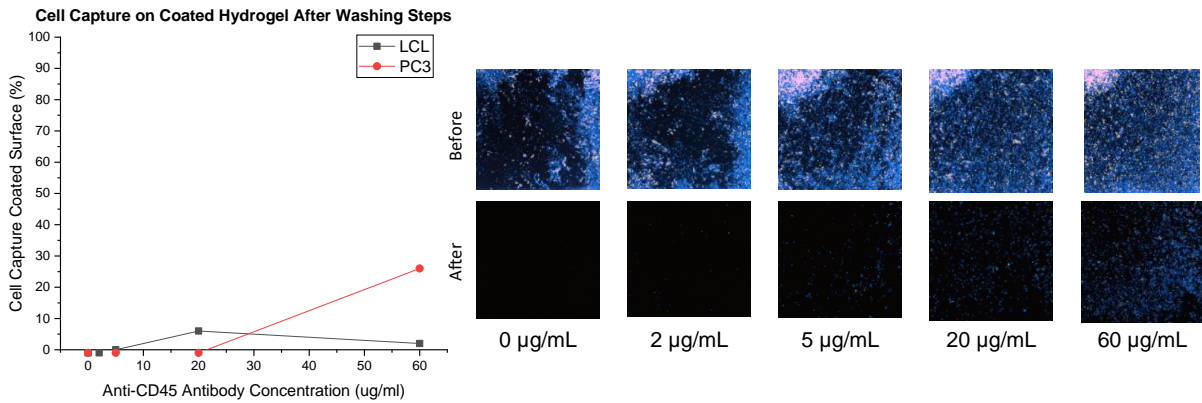 Cell Capture on Coated Hydrogel After Washing Steps
LCL
PC3
Cell Capture Coated Surface (%)
100
90
80
70
60
50
40
30
20
10
0
0 10 20 30 40 50 60
Anti-CD45 Antibody Concentration (ug/ml)
Before
After
0 µg/mL 2 µg/mL 5 µg/mL 20 µg/mL 60 µg/mL